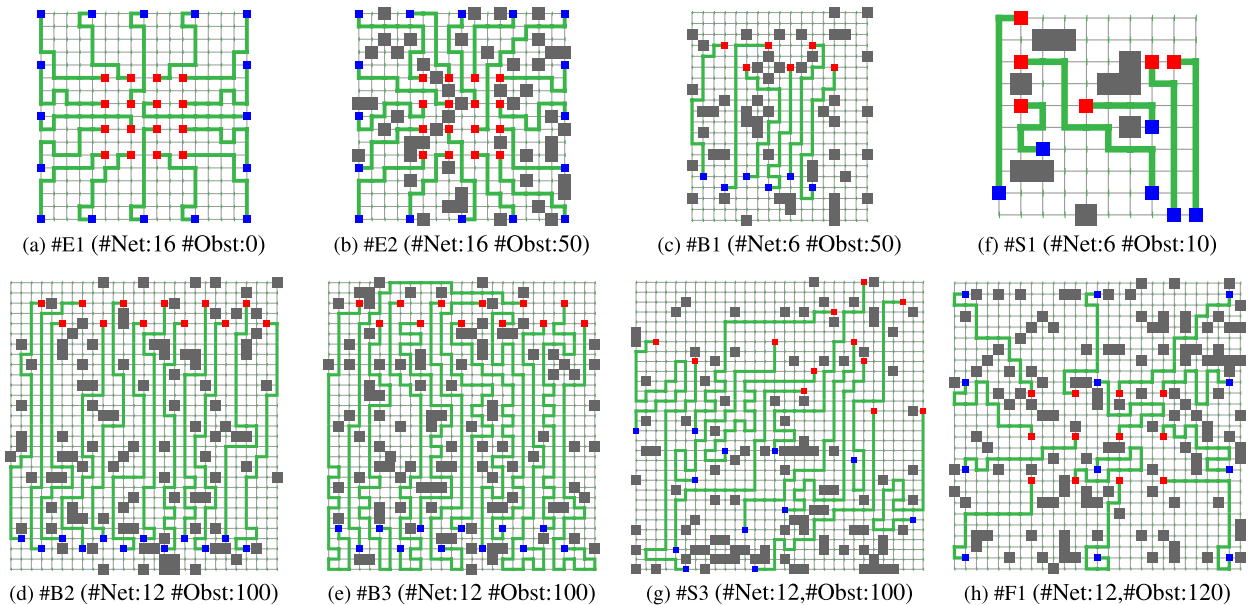 (a) #E1 (#Net:16 #Obst:0)
(b) #E2 (#Net:16 #Obst:50)
(c) #B1 (#Net:6 #Obst:50)
(f) #S1 (#Net:6 #Obst:10)
(d) #B2 (#Net:12 #Obst:100)
(e) #B3 (#Net:12 #Obst:100)
(g) #S3 (#Net:12,#Obst:100)
(h) #F1 (#Net:12,#Obst:120)